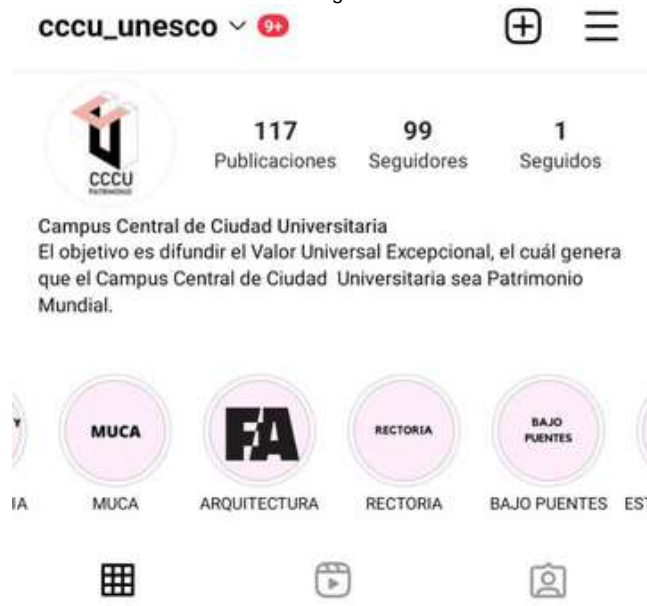 cccu_unesco 9+
117 99 1
Publicaciones Seguidores Seguidos
CCCU
PATRIMONIO
Campus Central de Ciudad Universitaria
El objetivo es difundir el Valor Universal Excepcional, el cuál genera
que el Campus Central de Ciudad Universitaria sea Patrimonio
Mundial.
Y
MUCA
FA
RECTORIA
BAJO
PUENTES
IA MUCA ARQUITECTURA RECTORIA BAJO PUENTES EST